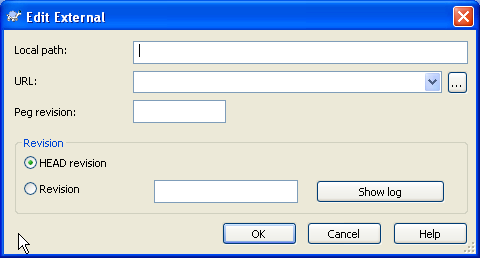 Edit External
Local path:
URL:
...
Peg revision:
Revision
HEAD revision
Revision
Show log
OK
Cancel
Help